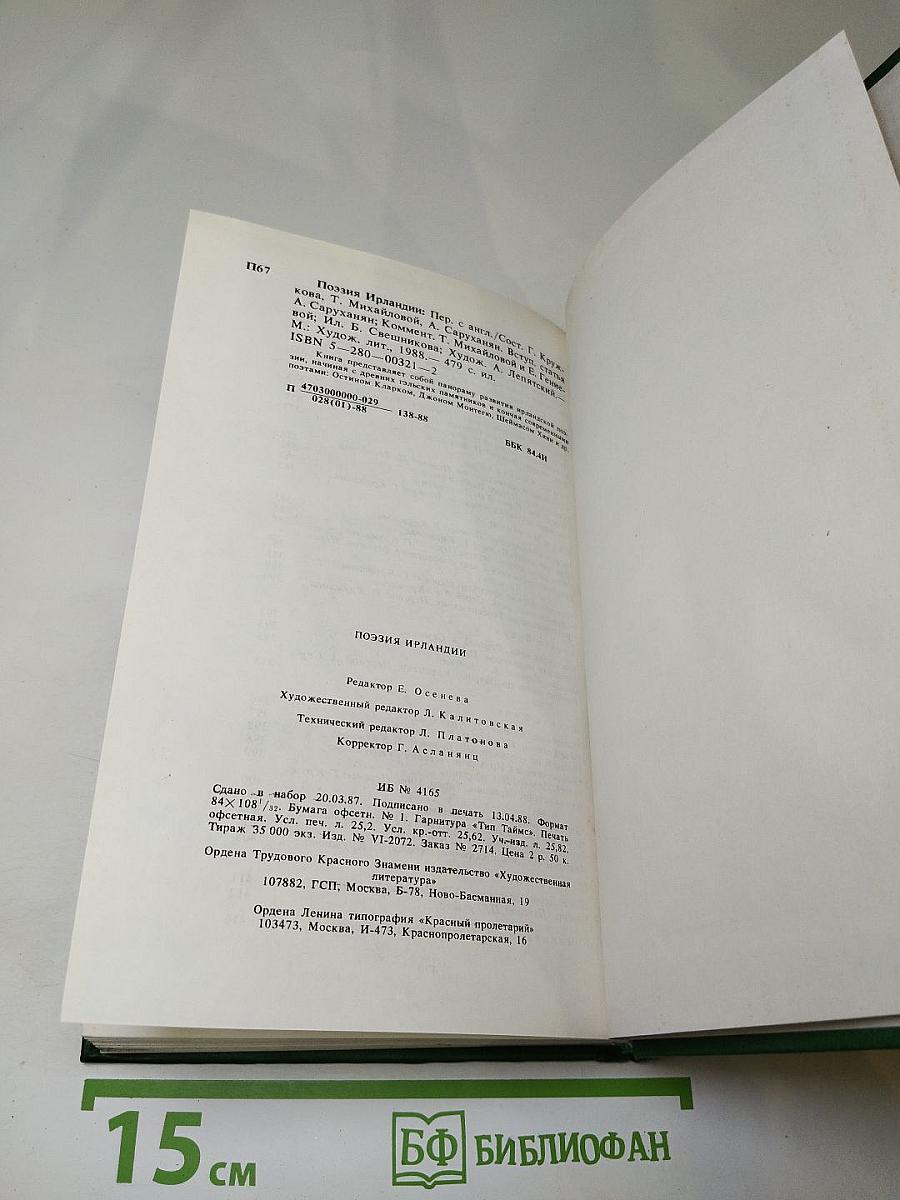 П67
Поэзия Ирландии: Пер. с англ./Сост. Г. Круж-
кова, Т. Михайловой, А. Саруханян. Вступ. статья
А. Саруханян; Коммент. Т. Михайловой и Е. Гение-
вой; Ил. Б. Свешникова; Худож. А. Лепятский.—
М.: Худож. лит., 1988.— 479 с. ил.
ISBN 5—280—00321—2
Книга представляет собой панораму развития ирландской поэ-
зии, начиная с древних гэльских памятников и кончая современными
поэтами: Остином Кларком, Джоном Монтегю, Шеймасом Хини и др.
П 4703000000-029
028(01)-88 138-88
ББК 84.4И
ПОЭЗИЯ ИРЛАНДИИ
Редактор Е. Осенева
Художественный редактор Л. Калитовская
Технический редактор Л. Платонова
Корректор Г. Асланянц
ИБ № 4165
Сдано в набор 20.03.87. Подписано в печать 13.04.88. Формат
84×108¹/₃₂. Бумага офсетн. № 1. Гарнитура «Тип Таймс». Печать
офсетная. Усл. печ. л. 25,2. Усл. кр.-отт. 25,62. Уч.-изд. л. 25,82.
Тираж 35 000 экз. Изд. № VI-2072. Заказ № 2714. Цена 2 р. 50 к.
Ордена Трудового Красного Знамени издательство «Художественная
литература»
107882, ГСП, Москва, Б-78, Ново-Басманная, 19
Ордена Ленина типография «Красный пролетарий»
103473, Москва, И-473, Краснопролетарская, 16
15 см
БФ БИБЛИОФАН